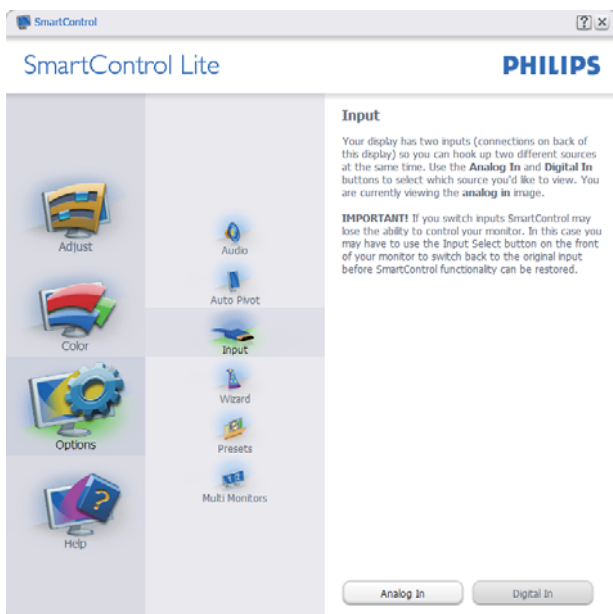 SmartControl
SmartControl Lite
PHILIPS
Adjust
Color
Options
Help
Audio
Auto Pivot
Input
Wizard
Presets
Multi Monitors
Input
Your display has two inputs (connections on back of
this display) so you can hook up two different sources
at the same time. Use the Analog In and Digital In
buttons to select which source you'd like to view. You
are currently viewing the analog in image.
IMPORTANT! If you switch inputs SmartControl may
lose the ability to control your monitor. In this case you
may have to use the Input Select button on the front
of your monitor to switch back to the original input
before SmartControl functionality can be restored.
Analog In
Digital In